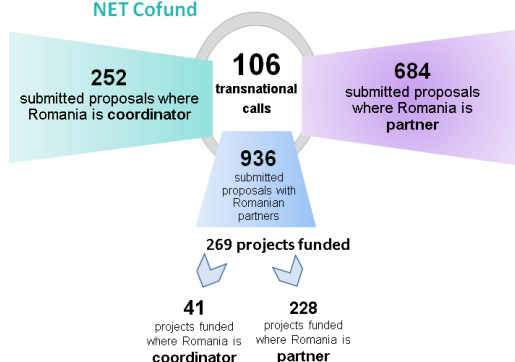 NET Cofund
252
submitted proposals where
Romania is coordinator
106
transnational
calls
684
submitted proposals
where Romania is
partner
936
submitted
proposals with
Romanian
partners
269 projects funded
41
projects funded
where Romania is
coordinator
228
projects funded
where Romania is
partner